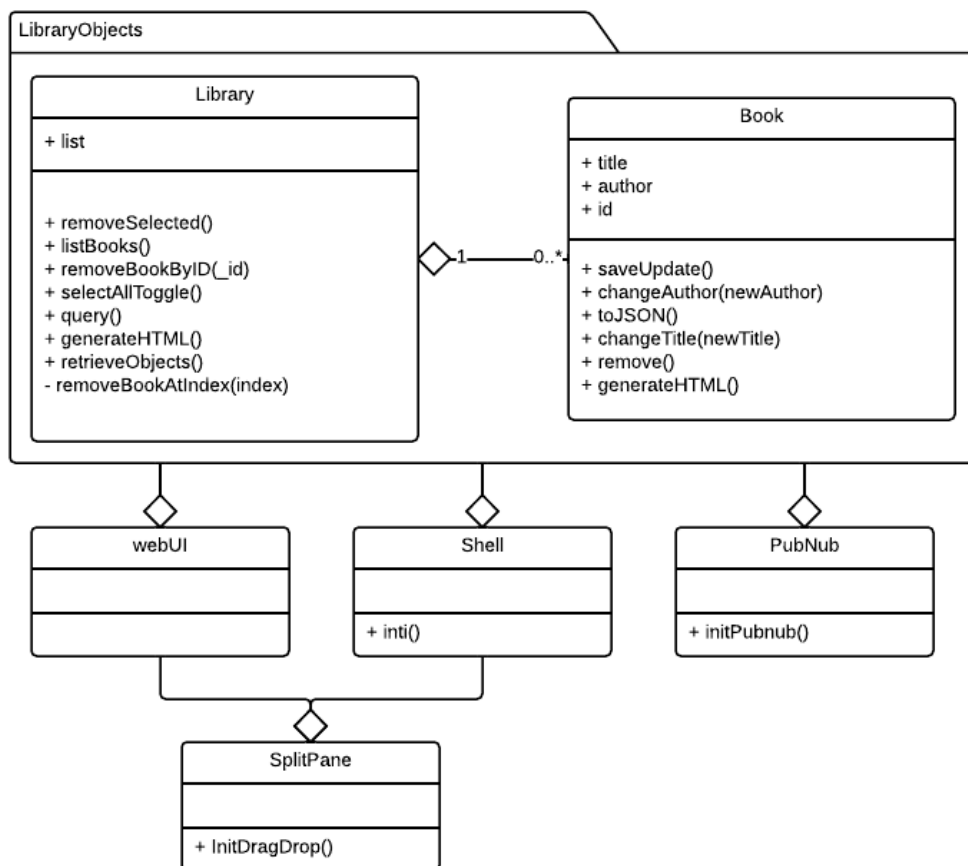 LibraryObjects
Library
+ list
+ removeSelected()
+ listBooks()
+ removeBookByID(_id)
+ selectAllToggle()
+ query()
+ generateHTML()
+ retrieveObjects()
- removeBookAtIndex(index)
1
0..*
Book
+ title
+ author
+ id
+ saveUpdate()
+ changeAuthor(newAuthor)
+ toJSON()
+ changeTitle(newTitle)
+ remove()
+ generateHTML()
webUI
Shell
+ inti()
PubNub
+ initPubnub()
SplitPane
+ InitDragDrop()